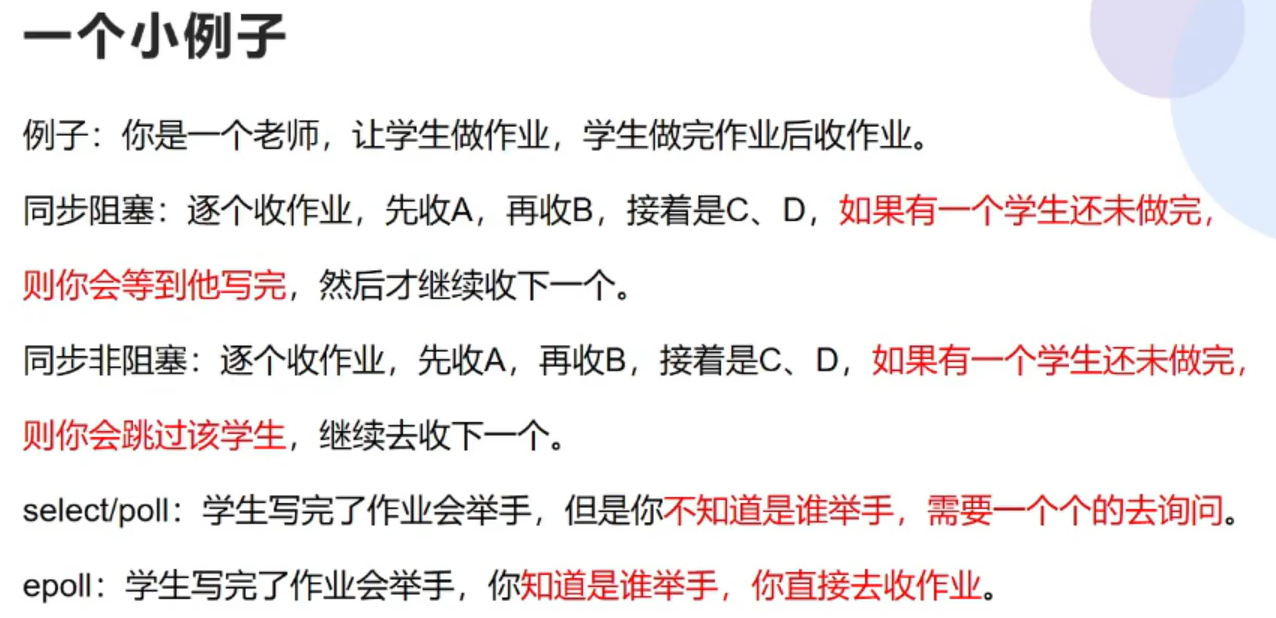 一个小例子
例子：你是一个老师，让学生做作业，学生做完作业后收作业。
同步阻塞：逐个收作业，先收A，再收B，接着是C、D，如果有一个学生还未做完，
则你会等到他写完，然后才继续收下一个。
同步非阻塞：逐个收作业，先收A，再收B，接着是C、D，如果有一个学生还未做完，
则你会跳过该学生，继续去收下一个。
select/poll：学生写完了作业会举手，但是你不知道是谁举手，需要一个个的去询问。
epoll：学生写完了作业会举手，你知道是谁举手，你直接去收作业。